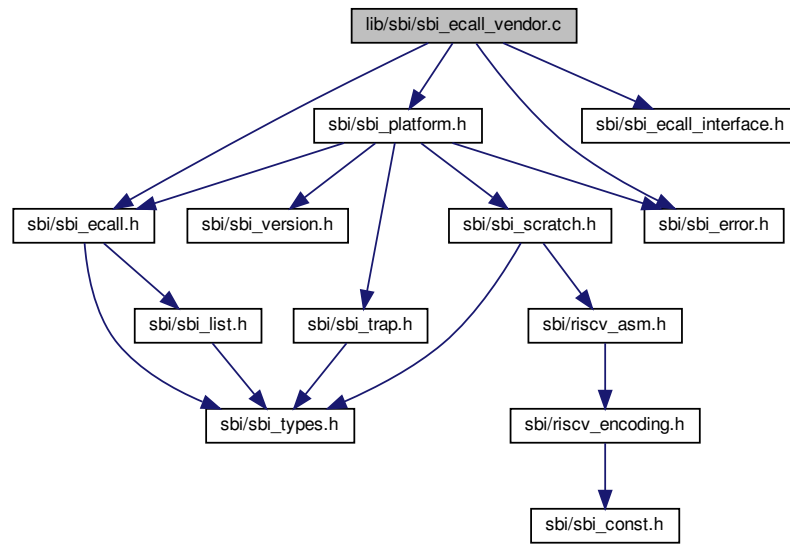 lib/sbi/sbi_ecall_vendor.c
sbi/sbi_platform.h
sbi/sbi_ecall_interface.h
sbi/sbi_ecall.h
sbi/sbi_version.h
sbi/sbi_scratch.h
sbi/sbi_error.h
sbi/sbi_list.h
sbi/sbi_trap.h
sbi/riscv_asm.h
sbi/sbi_types.h
sbi/riscv_encoding.h
sbi/sbi_const.h